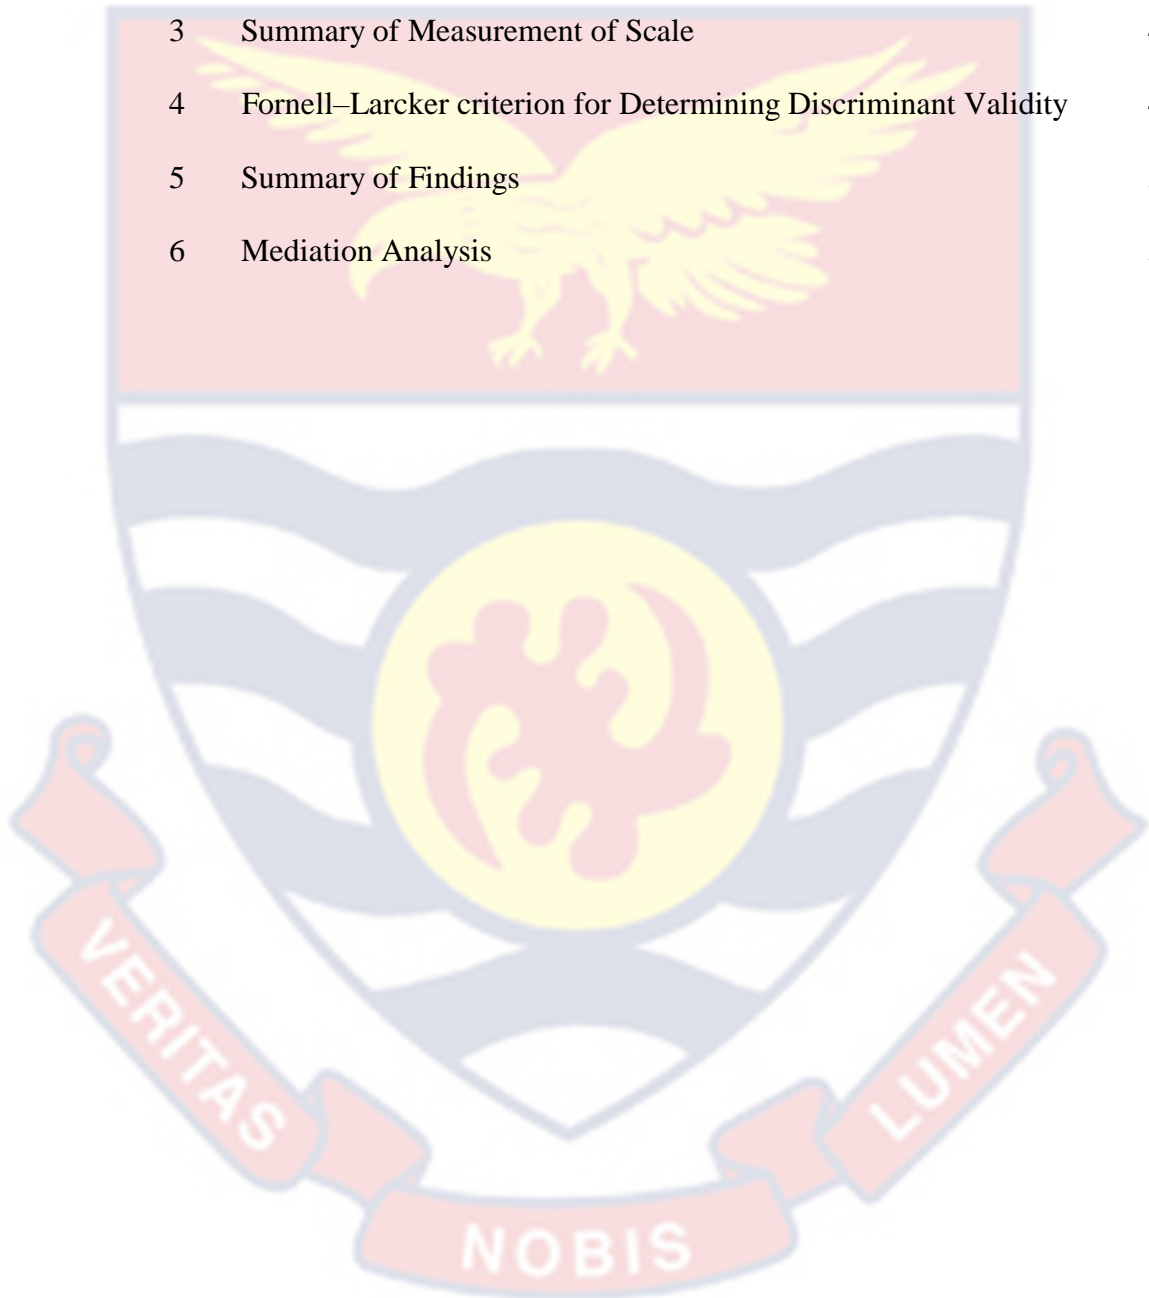 3 Summary of Measurement of Scale
4 Fornell–Larcker criterion for Determining Discriminant Validity
5 Summary of Findings
6 Mediation Analysis
VERITAS
NOBIS
LUMEN